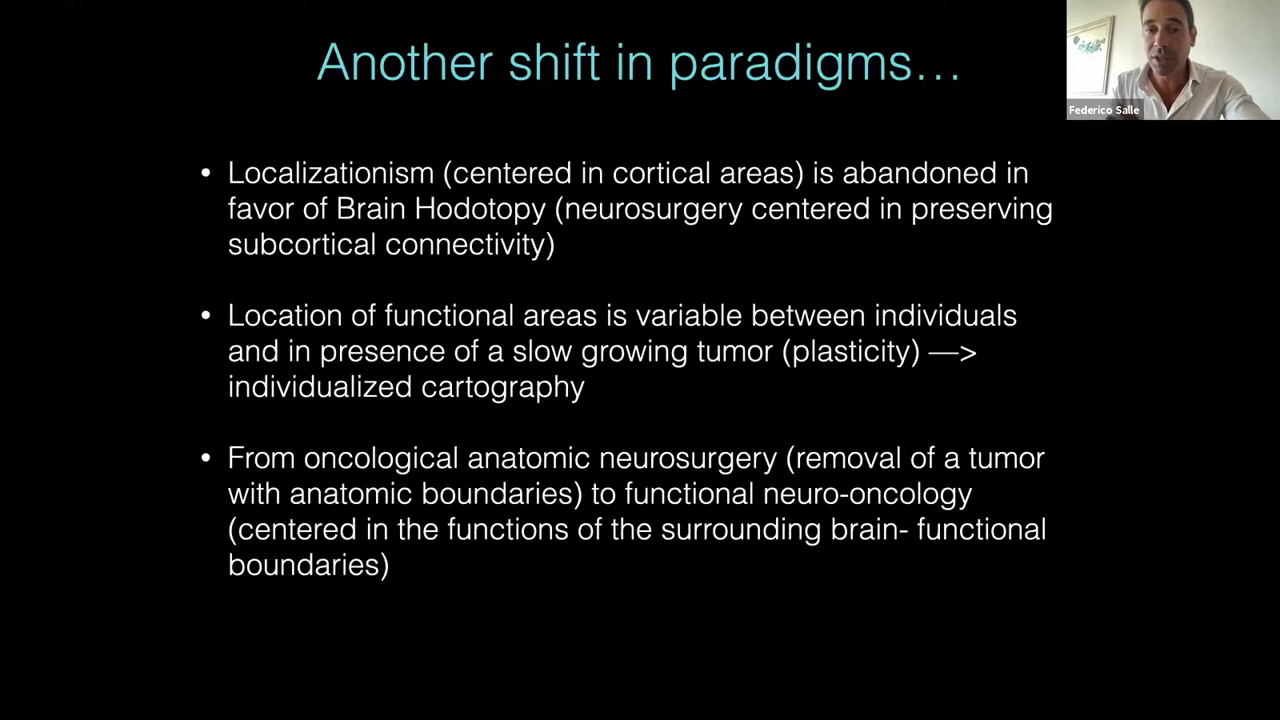 Another shift in paradigms…
Federico Salle
• Localizationism (centered in cortical areas) is abandoned in
favor of Brain Hodotopy (neurosurgery centered in preserving
subcortical connectivity)
• Location of functional areas is variable between individuals
and in presence of a slow growing tumor (plasticity) —>
individualized cartography
• From oncological anatomic neurosurgery (removal of a tumor
with anatomic boundaries) to functional neuro-oncology
(centered in the functions of the surrounding brain- functional
boundaries)